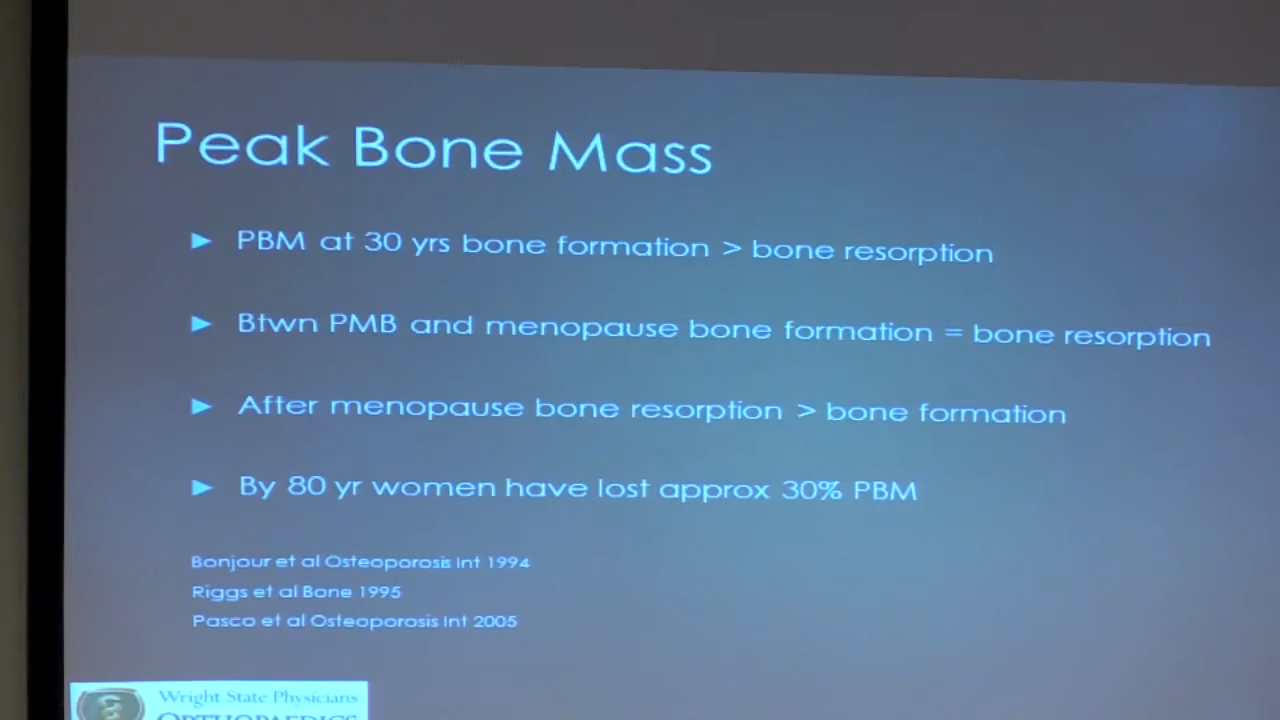 Peak Bone Mass
► PBM at 30 yrs bone formation > bone resorption
► Btwn PMB and menopause bone formation = bone resorption
► After menopause bone resorption > bone formation
► By 80 yr women have lost approx 30% PBM
Bonjour et al Osteoporosis Int 1994
Riggs et al Bone 1995
Pasco et al Osteoporosis Int 2005
Wright State Physicians
ORTHOPAEDICS